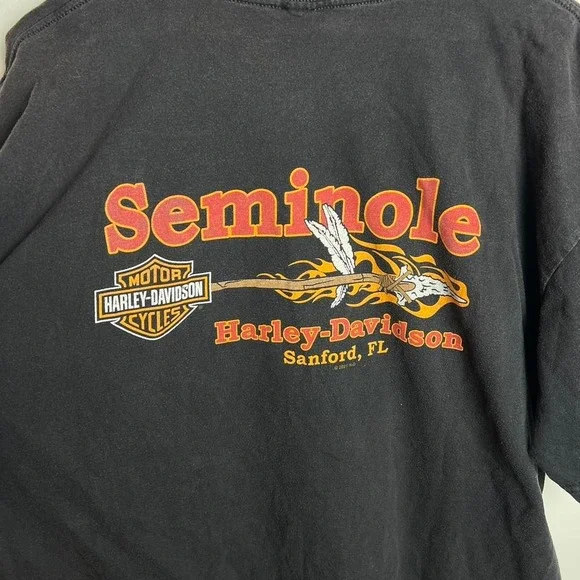 Seminole
MOTOR
HARLEY-DAVIDSON
CYCLES
Harley-Davidson
Sanford, FL